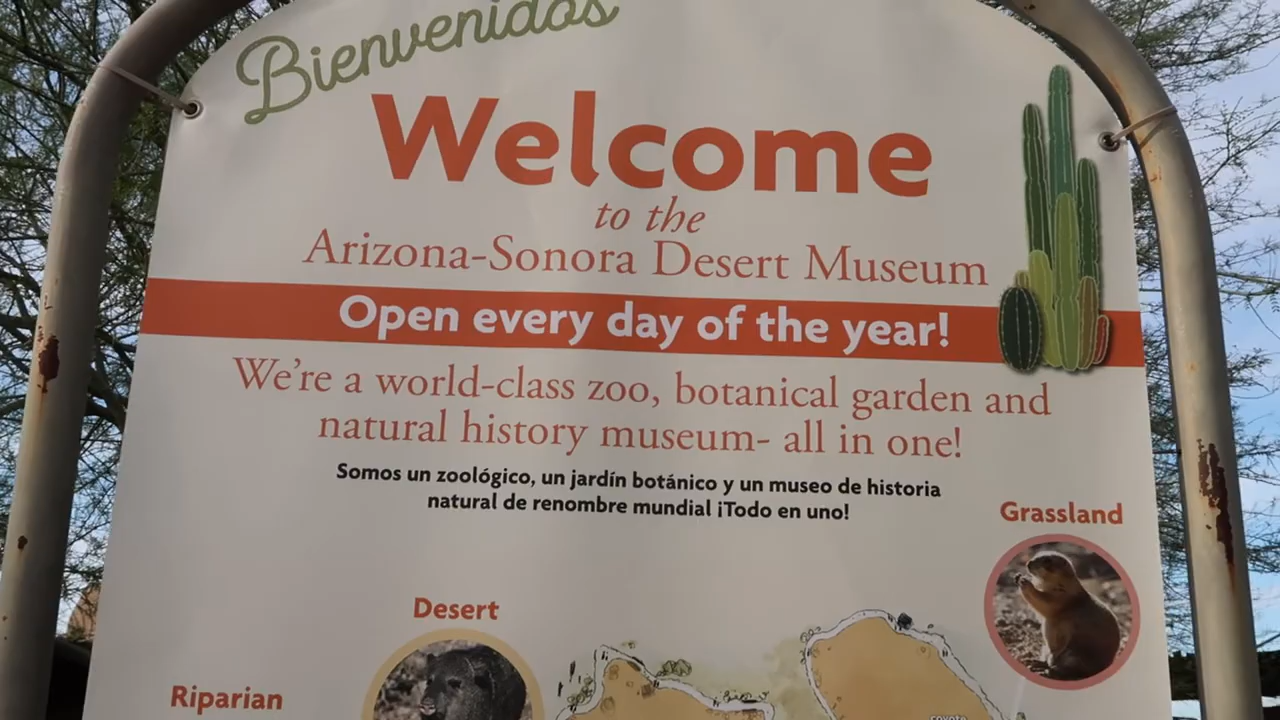 Bienvenidos
Welcome
to the
Arizona-Sonora Desert Museum
Open every day of the year!
We're a world-class zoo, botanical garden and
natural history museum- all in one!
Somos un zoológico, un jardín botánico y un museo de historia
natural de renombre mundial ¡Todo en uno!
Grassland
Desert
Riparian
coyote